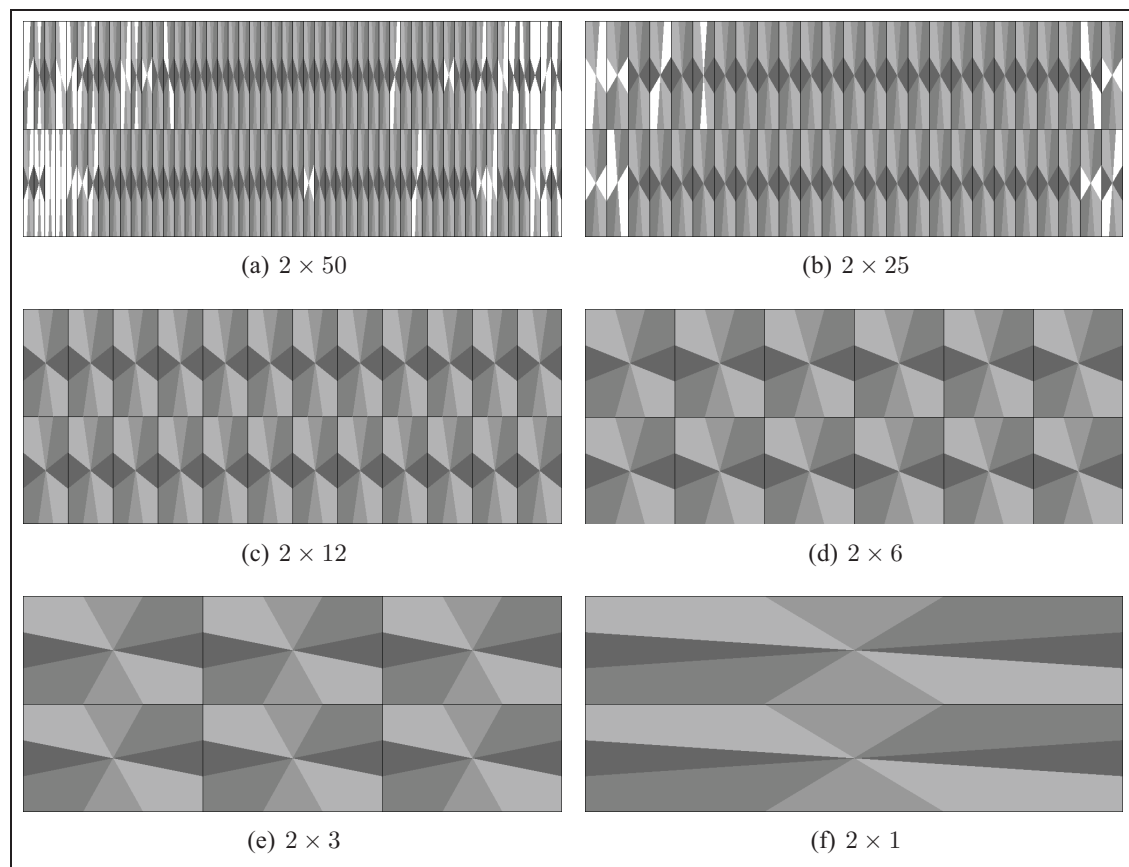 (a) 2 × 50
(b) 2 × 25
(c) 2 × 12
(d) 2 × 6
(e) 2 × 3
(f) 2 × 1